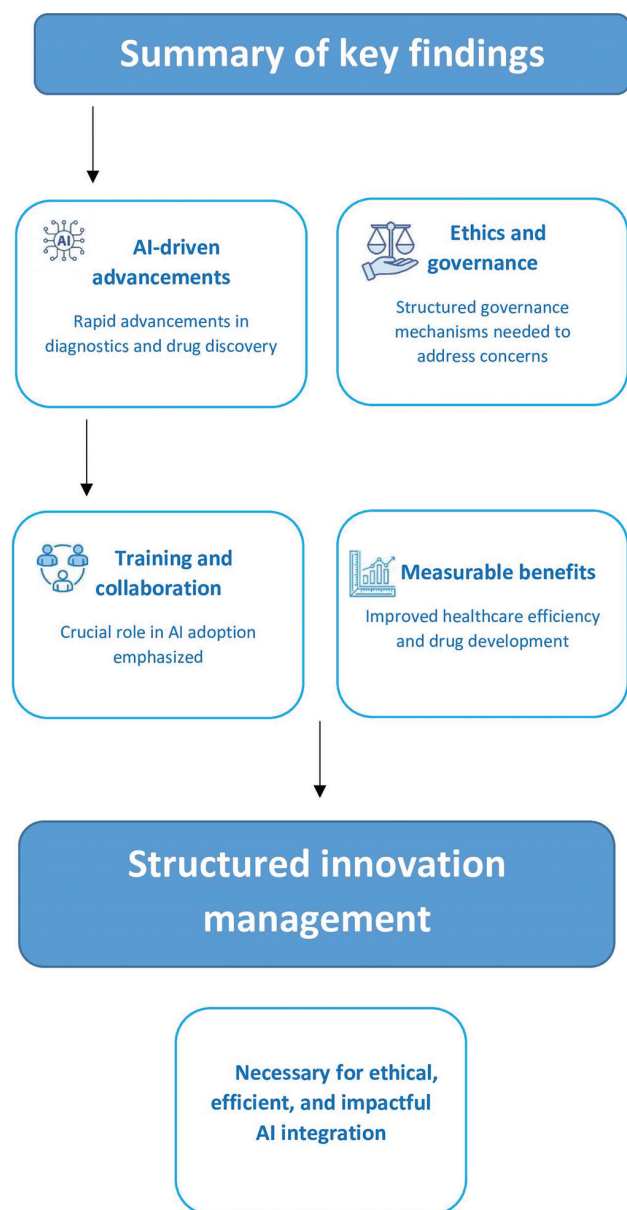 Summary of key findings
AI
AI-driven
advancements
Rapid advancements in
diagnostics and drug discovery
Ethics and
governance
Structured governance
mechanisms needed to
address concerns
Training and
collaboration
Crucial role in AI adoption
emphasized
Measurable benefits
Improved healthcare efficiency
and drug development
Structured innovation
management
Necessary for ethical,
efficient, and impactful
AI integration